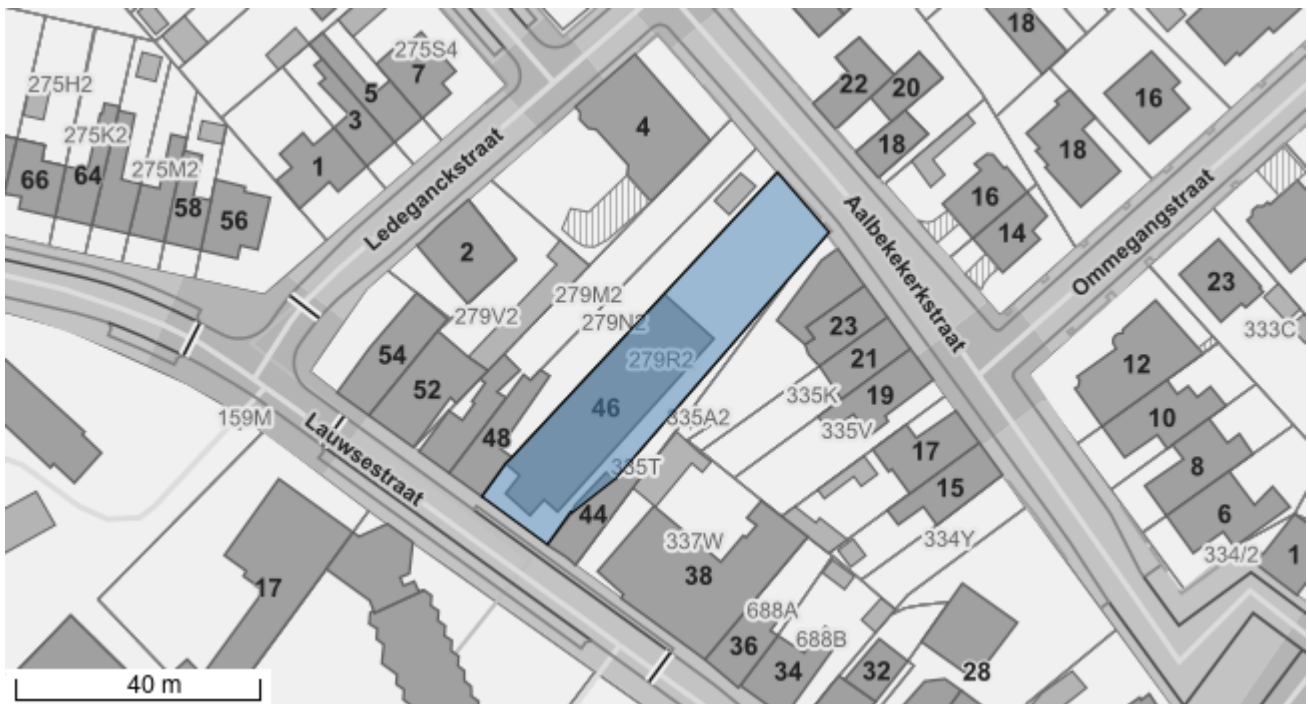 18
275S4
7
22
20
16
275H2
5
4
3
18
18
275K2
64
275M2
1
66
58
56
Ledeganckstraat
Aalbekekerkstraat
16
14
Ommegangstraat
2
23
279M2
279V2
279N2
23
333C
54
279R2
21
12
52
46
335K
19
335A2
10
159M
Lauwsestraat
48
335V
17
8
335T
15
44
6
337W
334Y
334/2
1
38
17
688A
36
688B
34
32
28
40 m